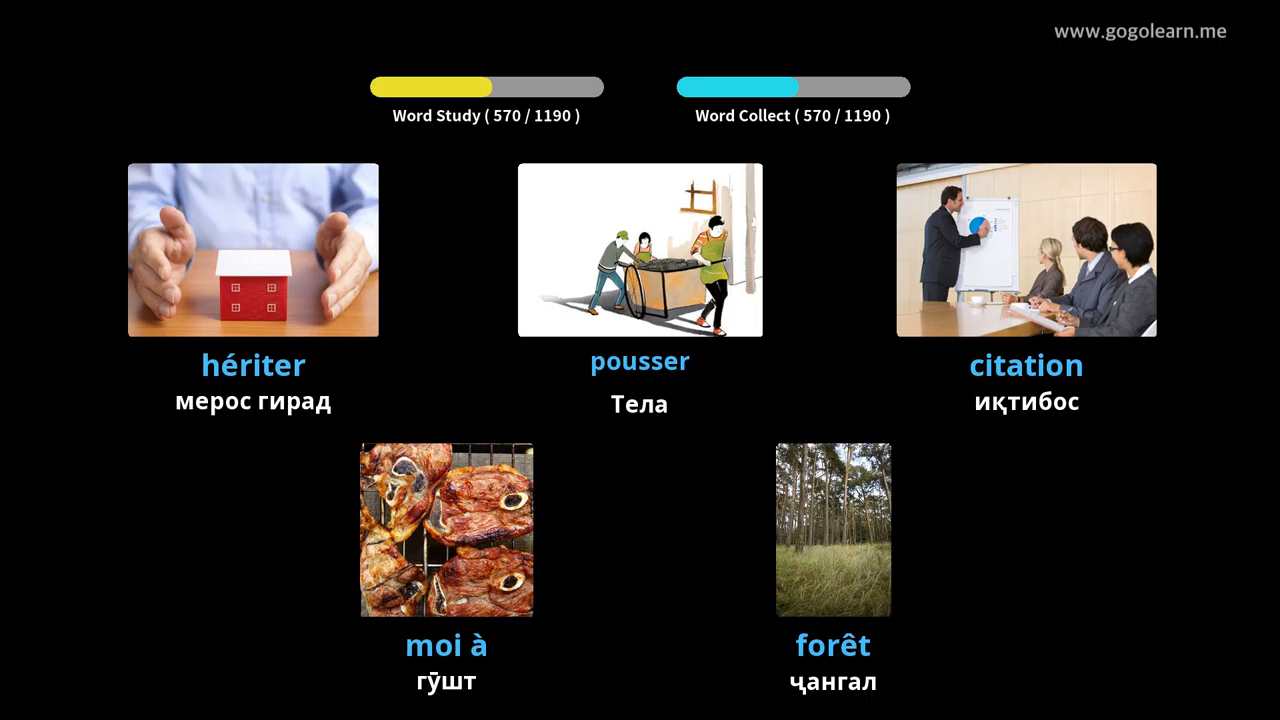 www.gogolearn.me
Word Study ( 570 / 1190 )
Word Collect ( 570 / 1190 )
hériter
мерос гирад
pousser
Тела
citation
иқтибос
moi à
гӯшт
forêt
ҷангал